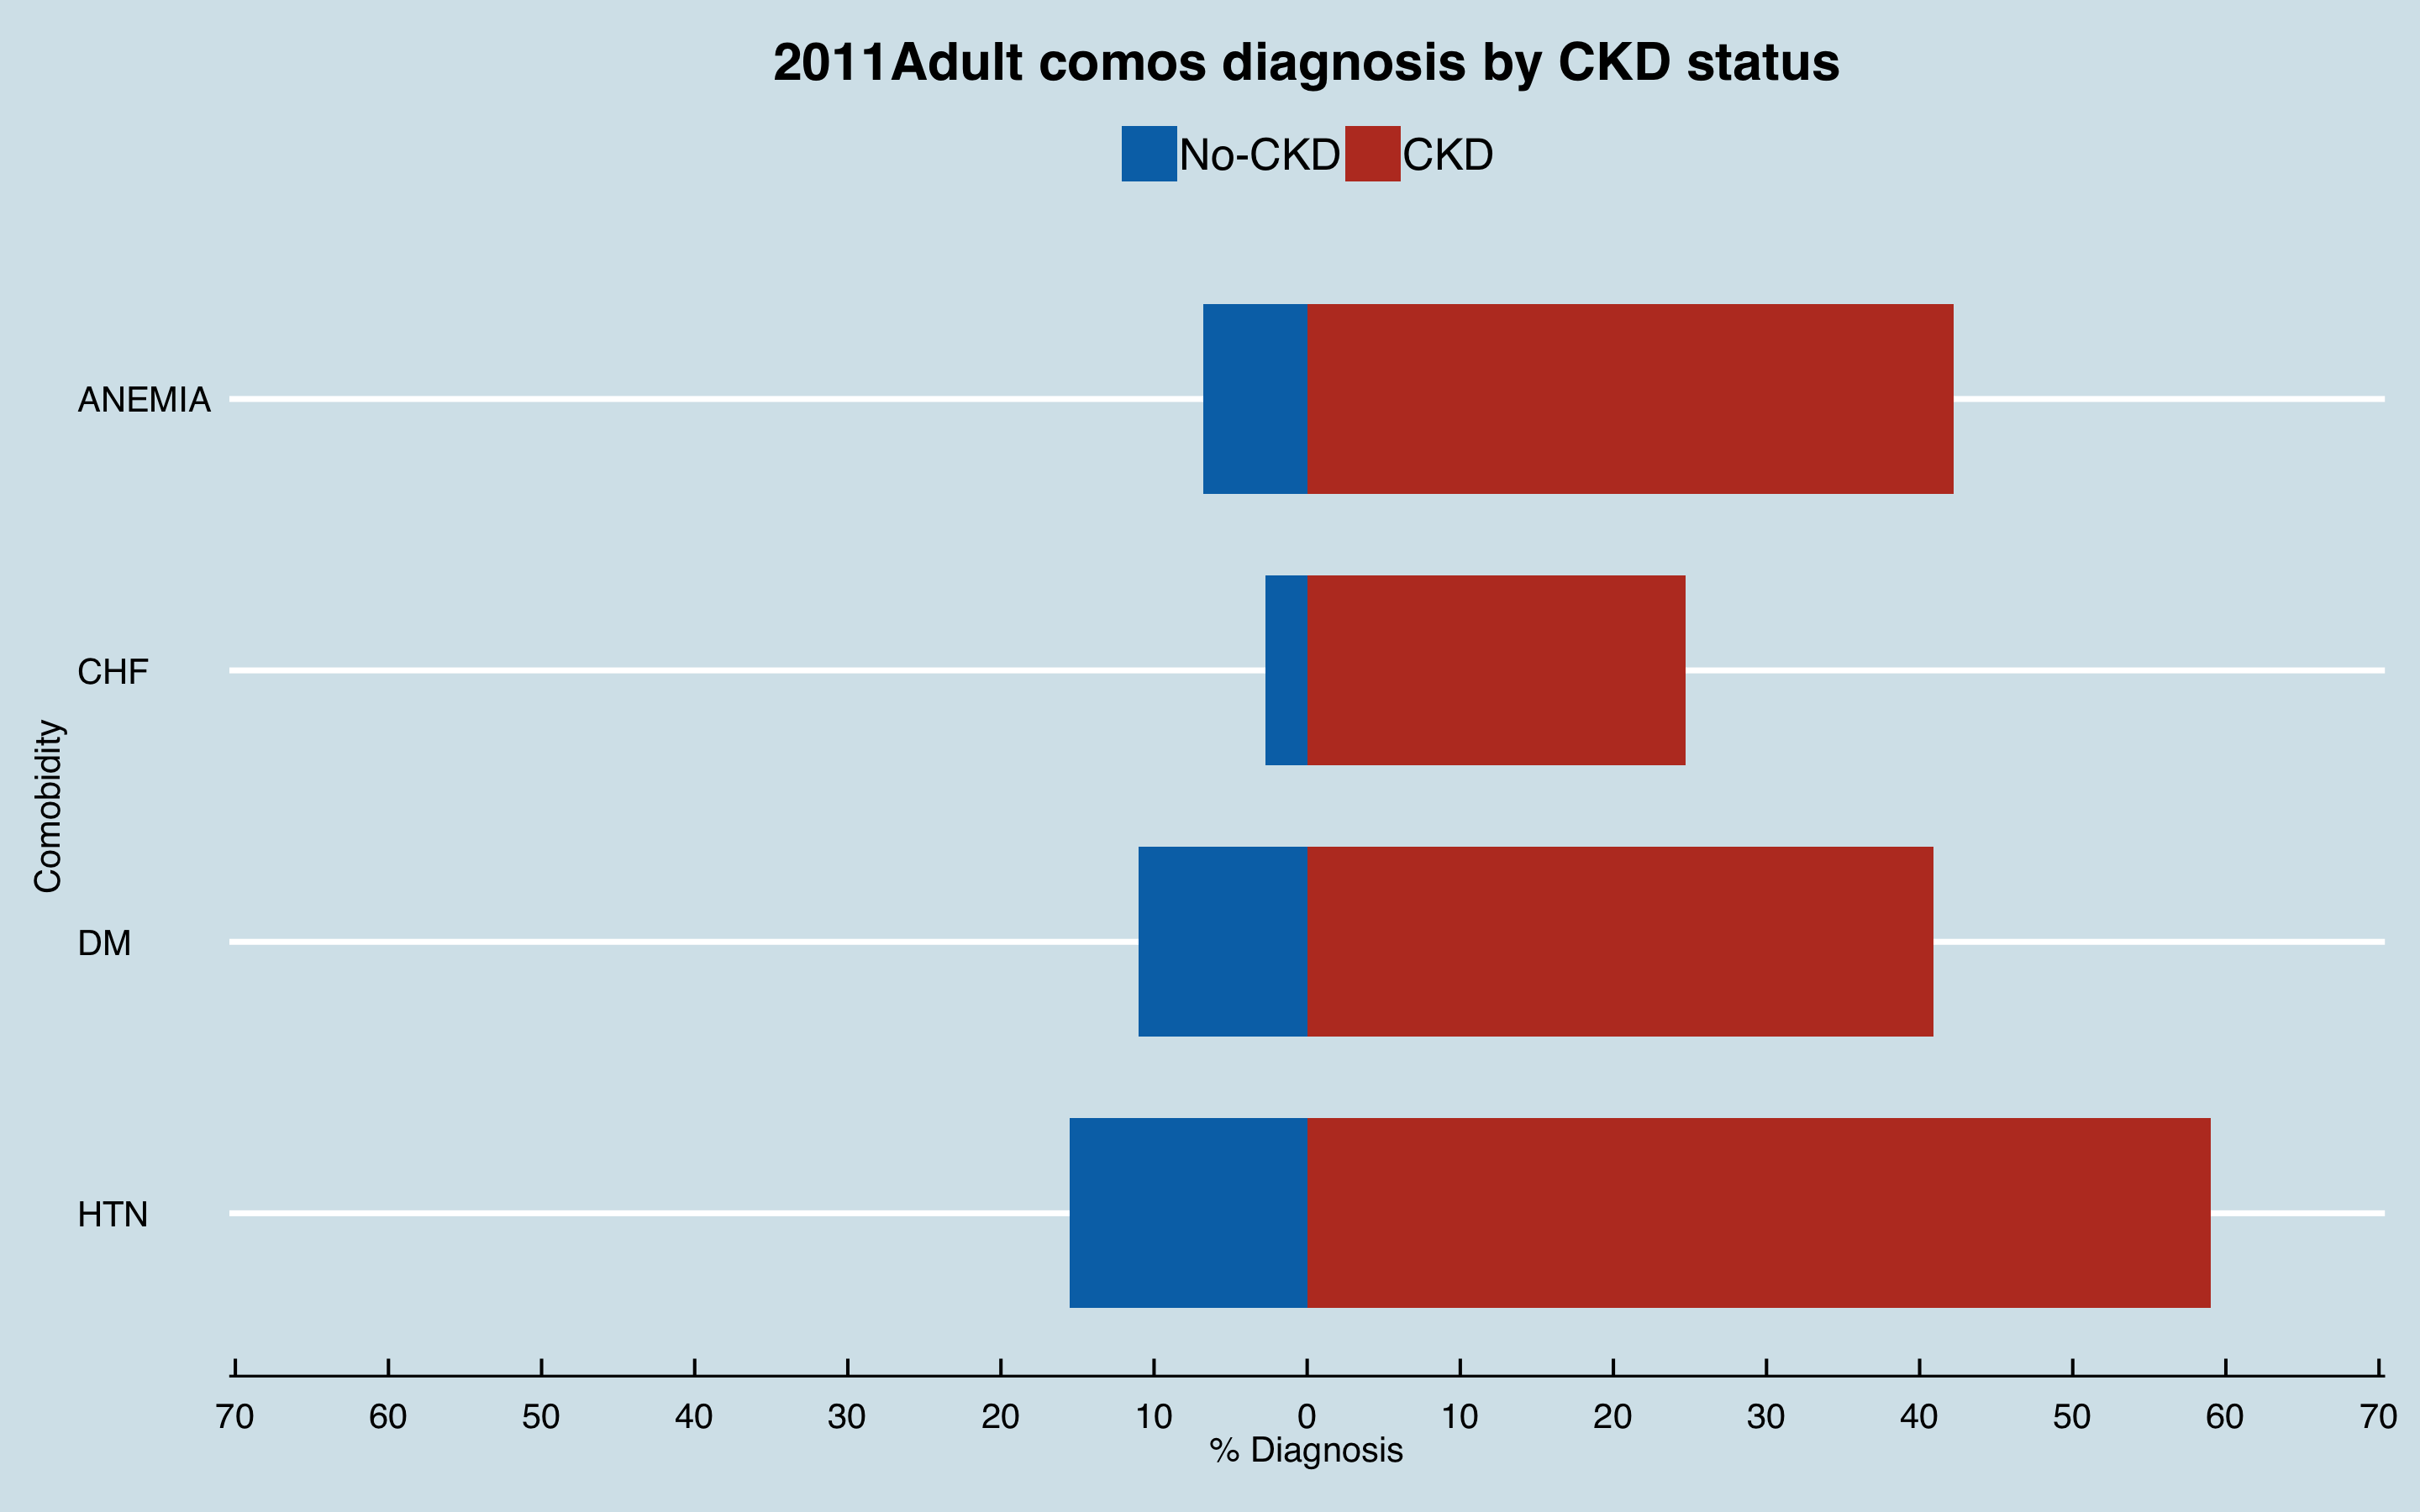 2011Adult comos diagnosis by CKD status
No-CKD CKD
ANEMIA
CHF
DM
HTN
Comobidity
70 60 50 40 30 20 10 0 10 20 30 40 50 60 70
% Diagnosis